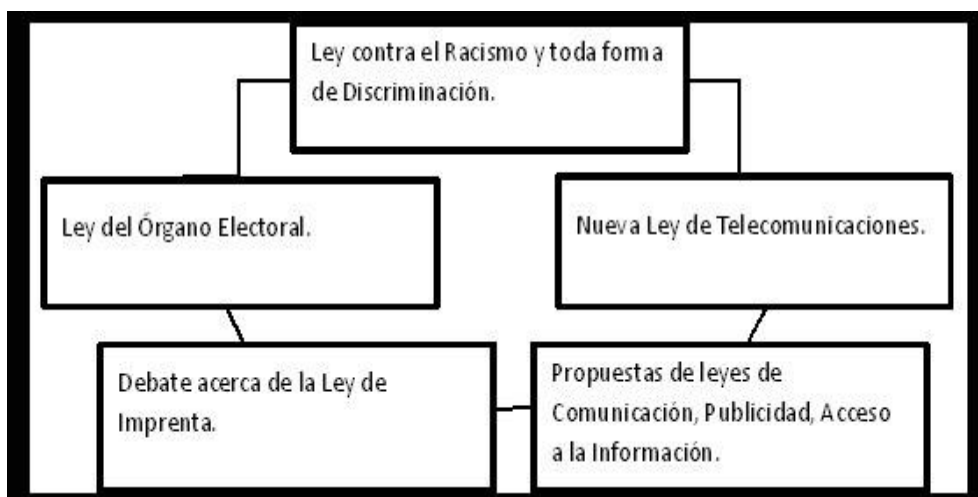 Ley contra el Racismo y toda forma
de Discriminación.
Ley del Órgano Electoral.
Nueva Ley de Telecomunicaciones.
Debate acerca de la Ley de
Imprenta.
Propuestas de leyes de
Comunicación, Publicidad, Acceso
a la Información.